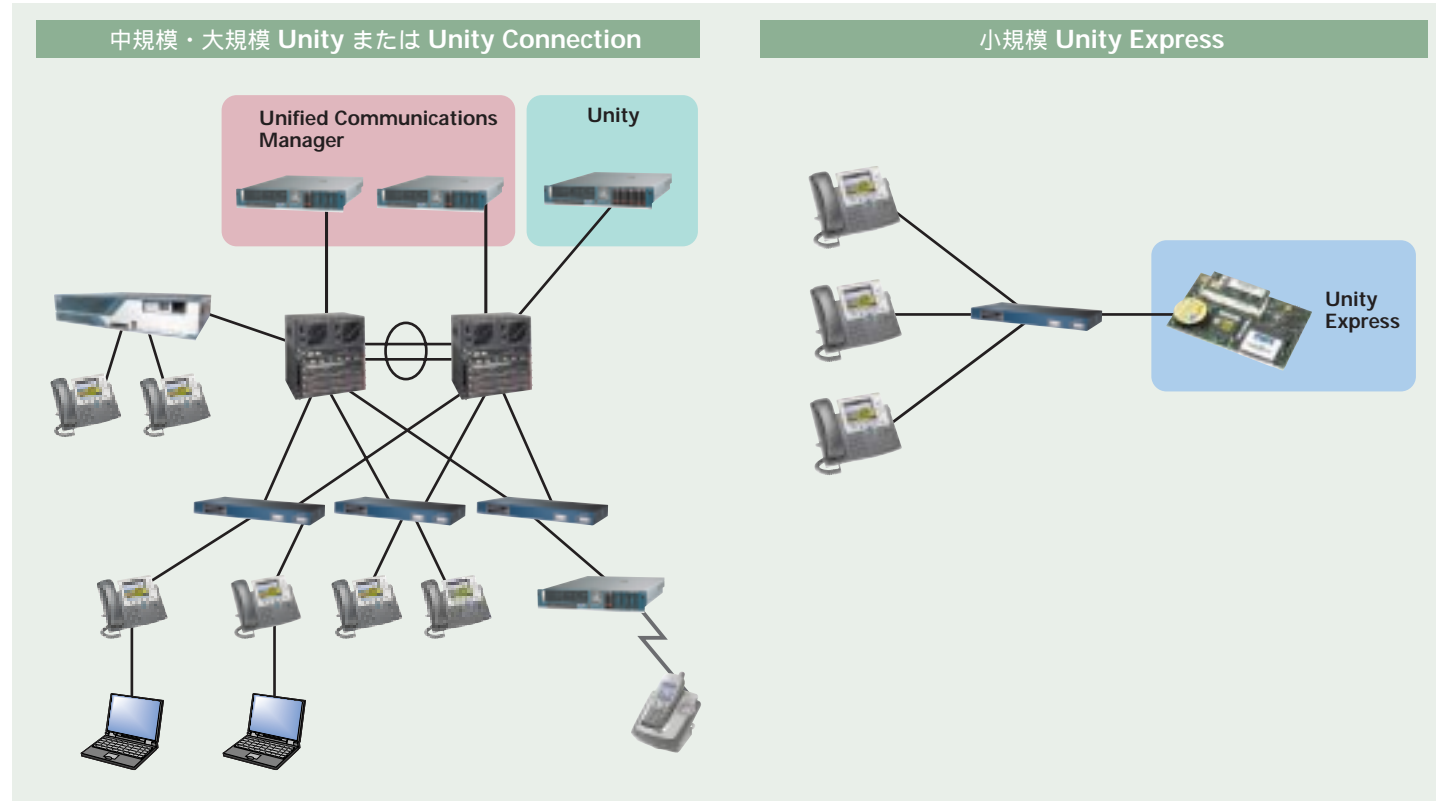 中規模・大規模 Unity または Unity Connection
小規模 Unity Express
Unified Communications
Manager
Unity
Unity
Express